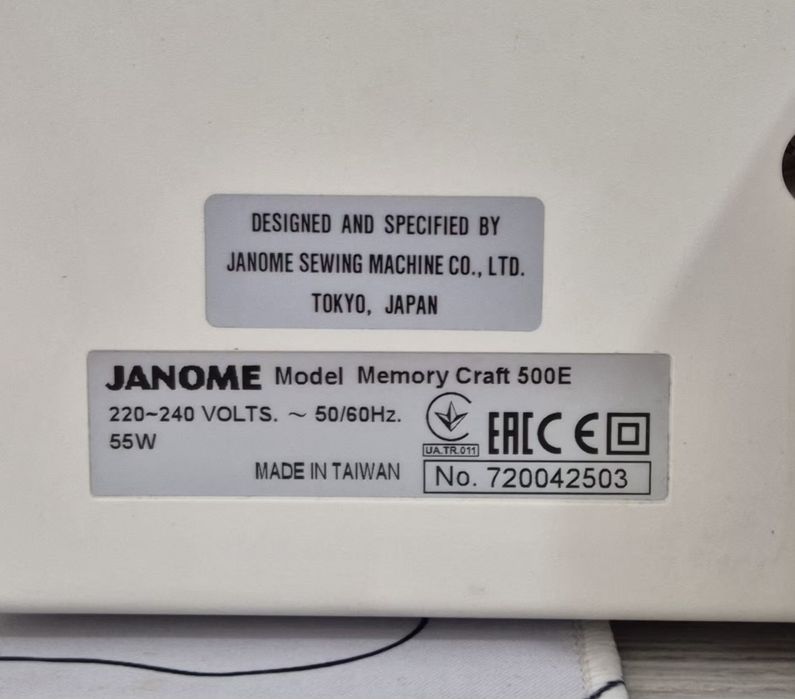 DESIGNED AND SPECIFIED BY
JANOME SEWING MACHINE CO., LTD.
TOKYO, JAPAN
JANOME Model Memory Craft 500E
220~240 VOLTS. ~ 50/60Hz.
55W
UA.TR.011
EAC CE
MADE IN TAIWAN
No. 720042503